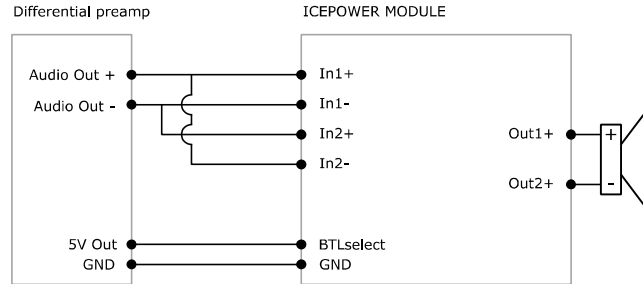 Differential preamp
ICEPOWER MODULE
Audio Out +
In1+
Audio Out -
In1-
In2+
Out1+
+
In2-
Out2+
-
5V Out
BTLselect
GND
GND